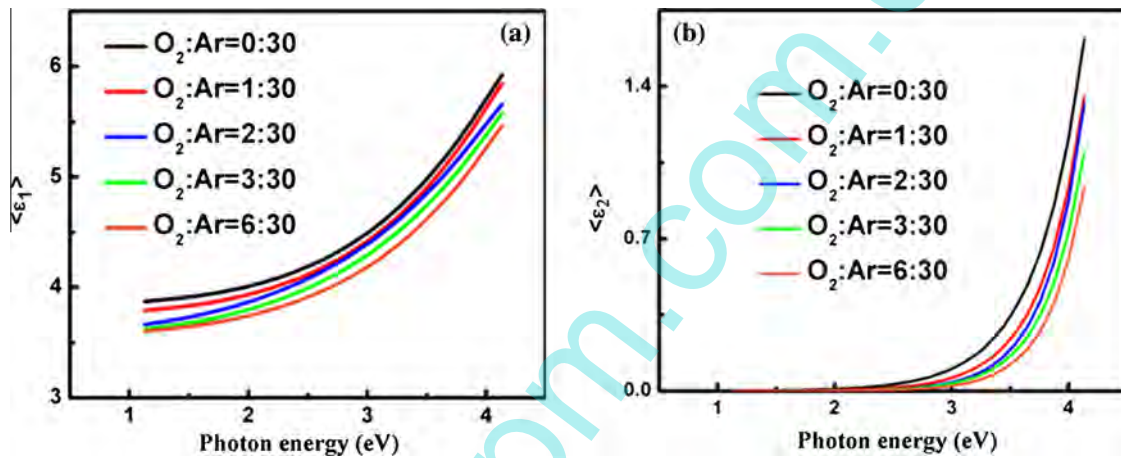 (a)
O₂:Ar=0:30
O₂:Ar=1:30
O₂:Ar=2:30
O₂:Ar=3:30
O₂:Ar=6:30
6
5
4
3
<ε₁>
1 2 3 4
Photon energy (eV)
(b)
O₂:Ar=0:30
O₂:Ar=1:30
O₂:Ar=2:30
O₂:Ar=3:30
O₂:Ar=6:30
1.4
0.7
0.0
<ε₂>
1 2 3 4
Photon energy (eV)